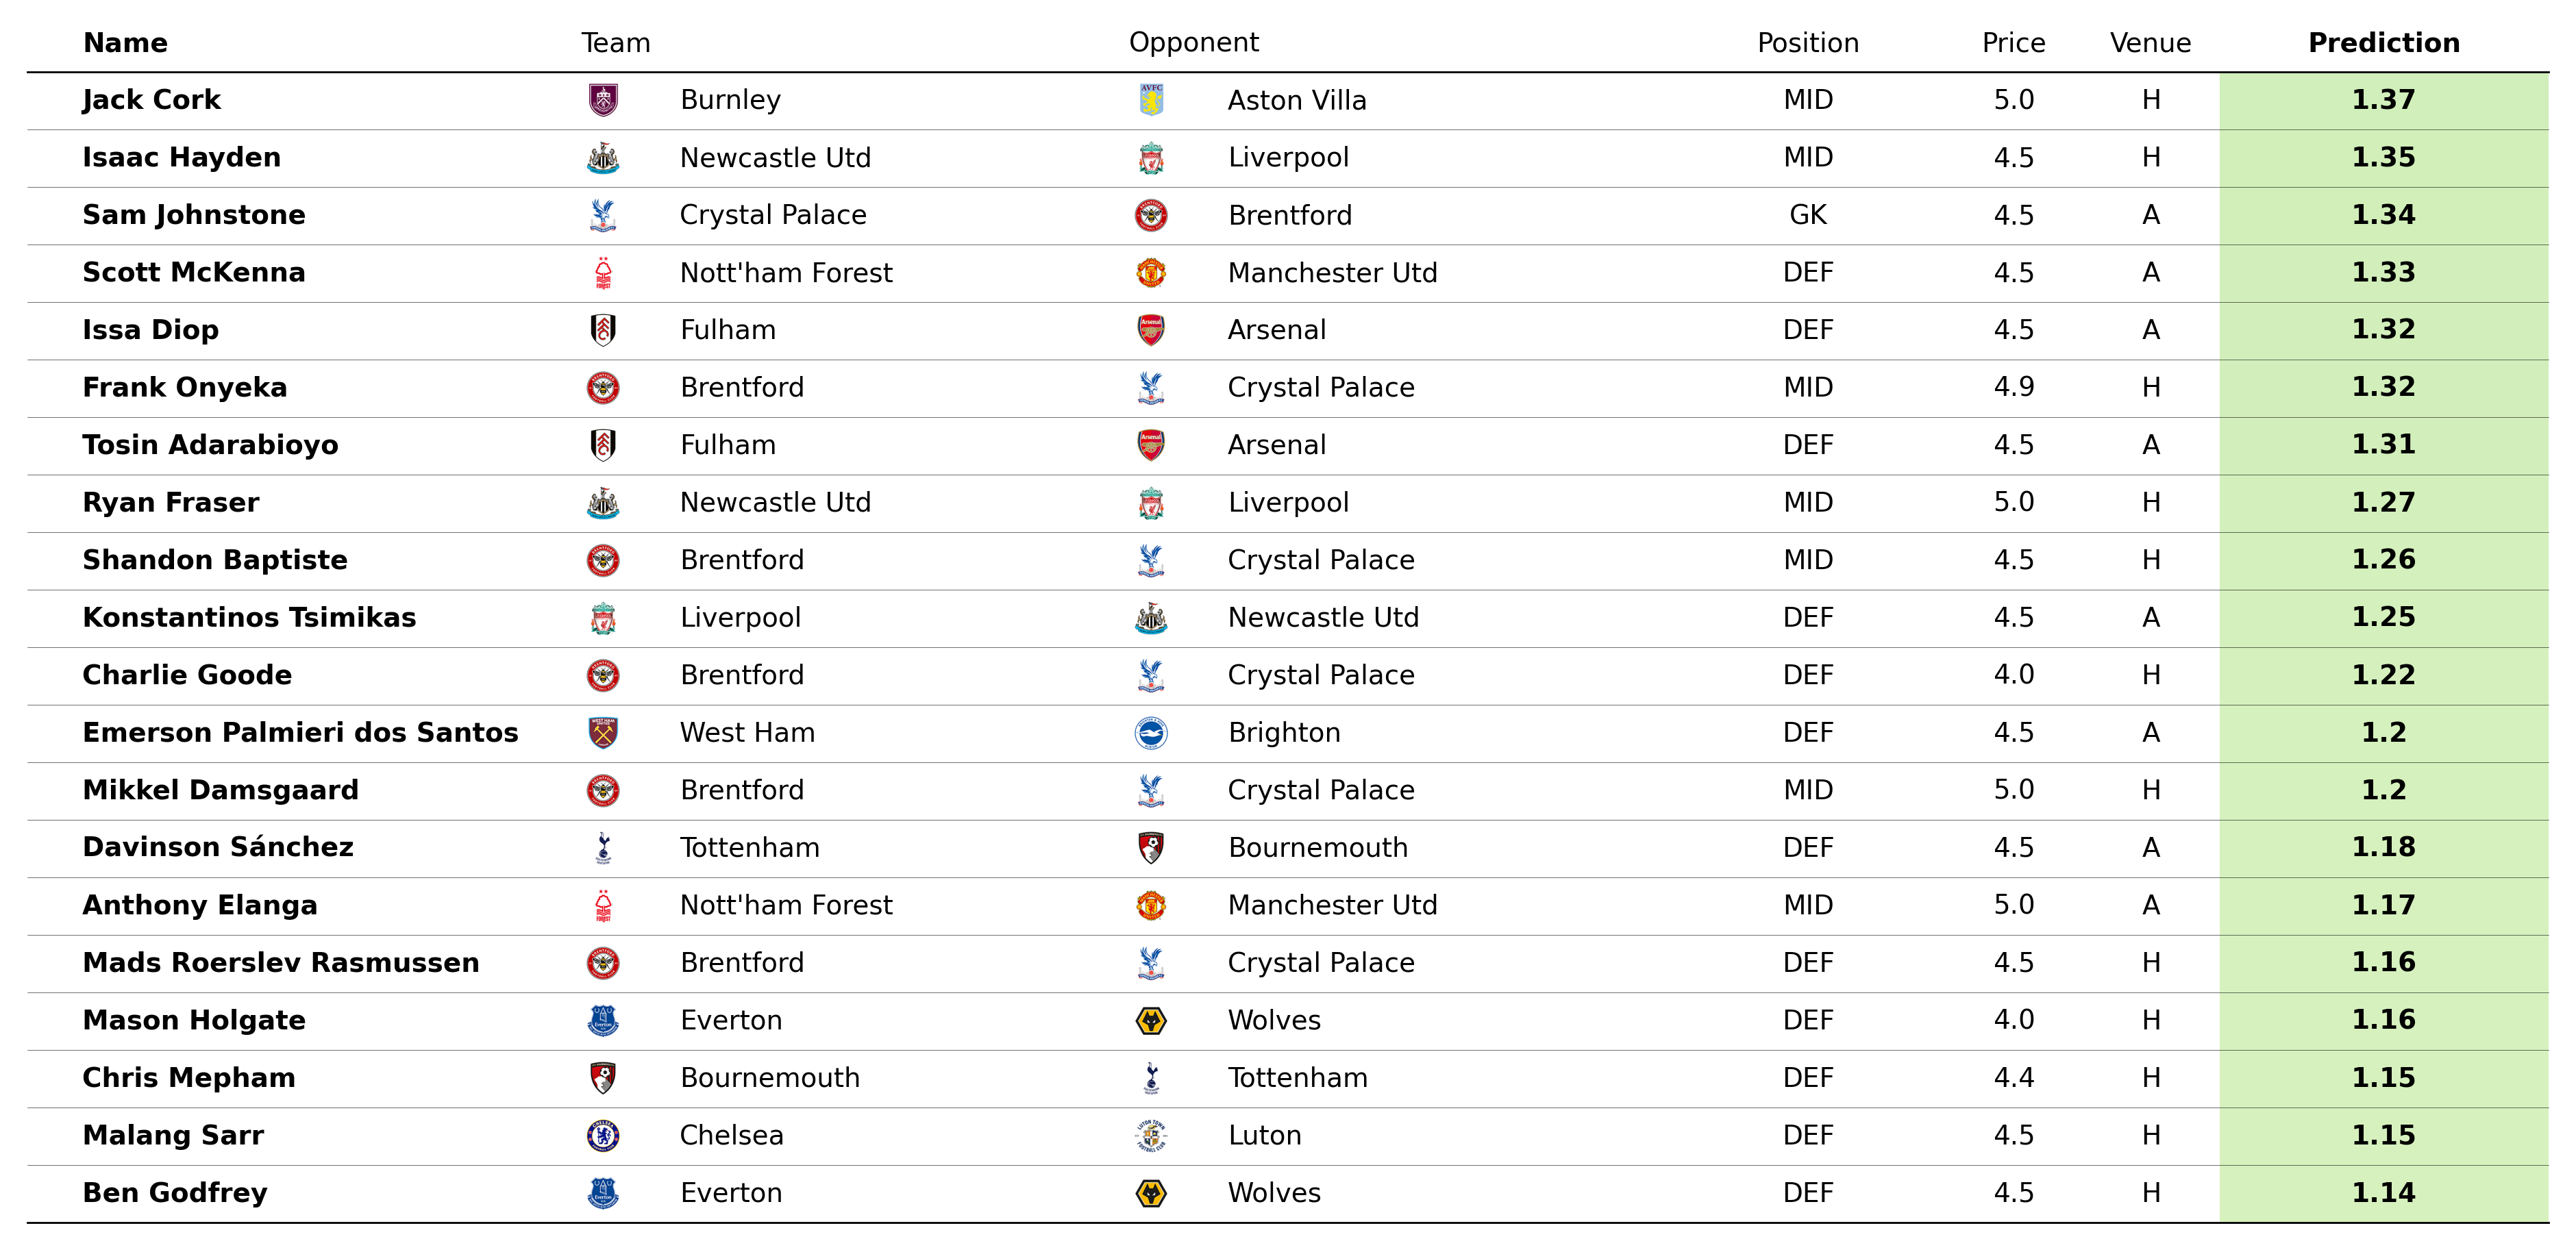 Name Team Opponent Position Price Venue Prediction
Jack Cork Burnley AVFC Aston Villa MID 5.0 H 1.37
Isaac Hayden Newcastle Utd Liverpool MID 4.5 H 1.35
Sam Johnstone Crystal Palace Brentford GK 4.5 A 1.34
Scott McKenna Nott'ham Forest Manchester Utd DEF 4.5 A 1.33
Issa Diop Fulham Arsenal DEF 4.5 A 1.32
Frank Onyeka Brentford Crystal Palace MID 4.9 H 1.32
Tosin Adarabioyo Fulham Arsenal DEF 4.5 A 1.31
Ryan Fraser Newcastle Utd Liverpool MID 5.0 H 1.27
Shandon Baptiste Brentford Crystal Palace MID 4.5 H 1.26
Konstantinos Tsimikas Liverpool Newcastle Utd DEF 4.5 A 1.25
Charlie Goode Brentford Crystal Palace DEF 4.0 H 1.22
Emerson Palmieri dos Santos West Ham Brighton DEF 4.5 A 1.2
Mikkel Damsgaard Brentford Crystal Palace MID 5.0 H 1.2
Davinson Sánchez Tottenham Bournemouth DEF 4.5 A 1.18
Anthony Elanga Nott'ham Forest Manchester Utd MID 5.0 A 1.17
Mads Roerslev Rasmussen Brentford Crystal Palace DEF 4.5 H 1.16
Mason Holgate Everton Wolves DEF 4.0 H 1.16
Chris Mepham Bournemouth Tottenham DEF 4.4 H 1.15
Malang Sarr Chelsea Luton DEF 4.5 H 1.15
Ben Godfrey Everton Wolves DEF 4.5 H 1.14